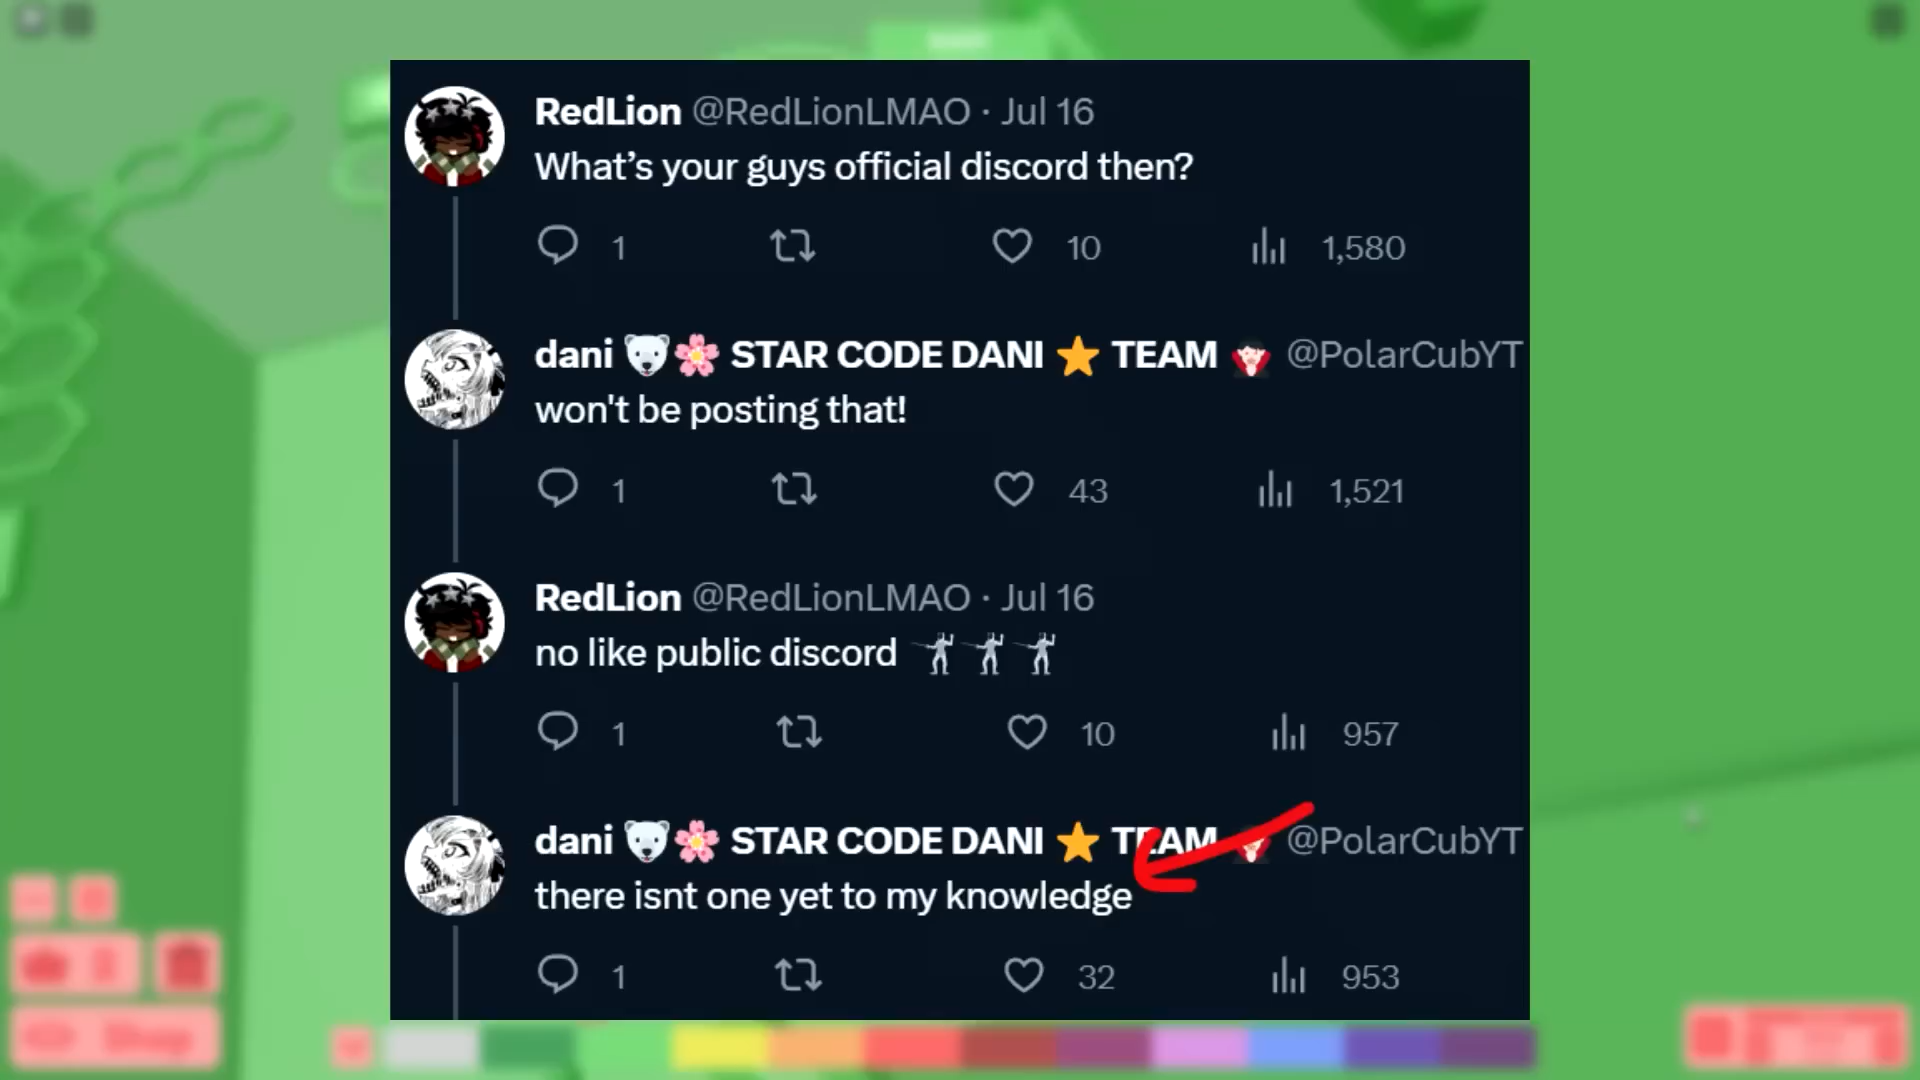 RedLion @RedLionLMAO · Jul 16
What’s your guys official discord then?
1 10 1,580
dani 🐻‍❄️🌸 STAR CODE DANI ⭐ TEAM 🧛🏻 @PolarCubYT
won't be posting that!
1 43 1,521
RedLion @RedLionLMAO · Jul 16
no like public discord 🤺🤺🤺
1 10 957
dani 🐻‍❄️🌸 STAR CODE DANI ⭐ TEAM 🧛🏻 @PolarCubYT
there isnt one yet to my knowledge
1 32 953
Shop